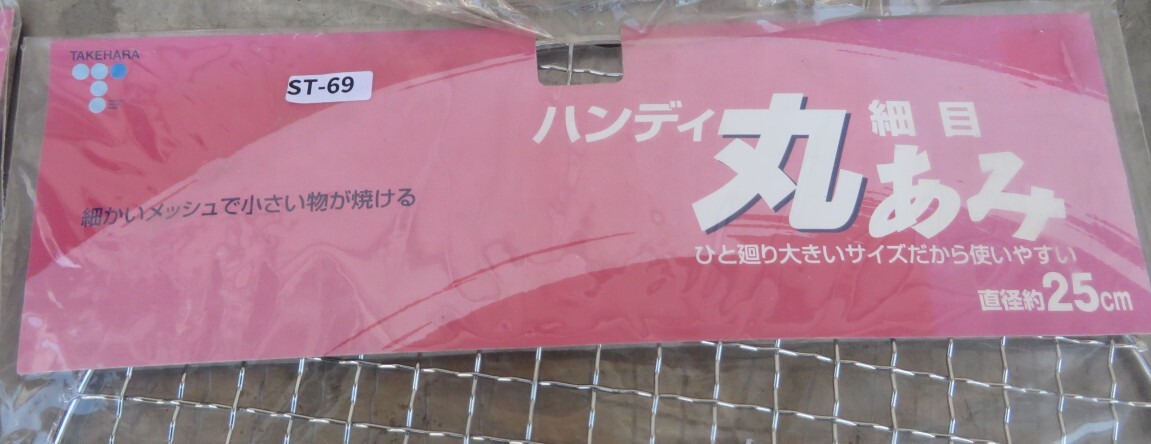 TAKEHARA
ST-69
ハンディ 丸あみ 細目
細かいメッシュで小さい物が焼ける
ひと廻り大きいサイズだから使いやすい
直径約25cm